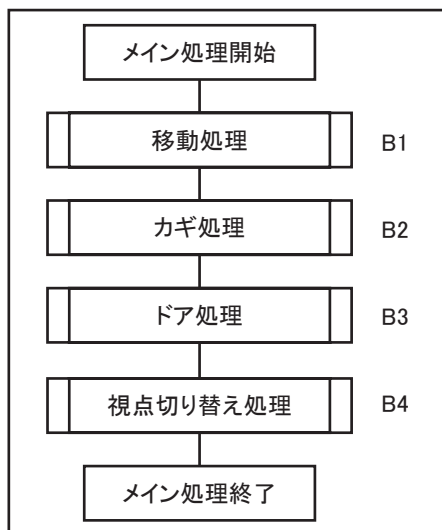 メイン処理開始
移動処理 B1
カギ処理 B2
ドア処理 B3
視点切り替え処理 B4
メイン処理終了